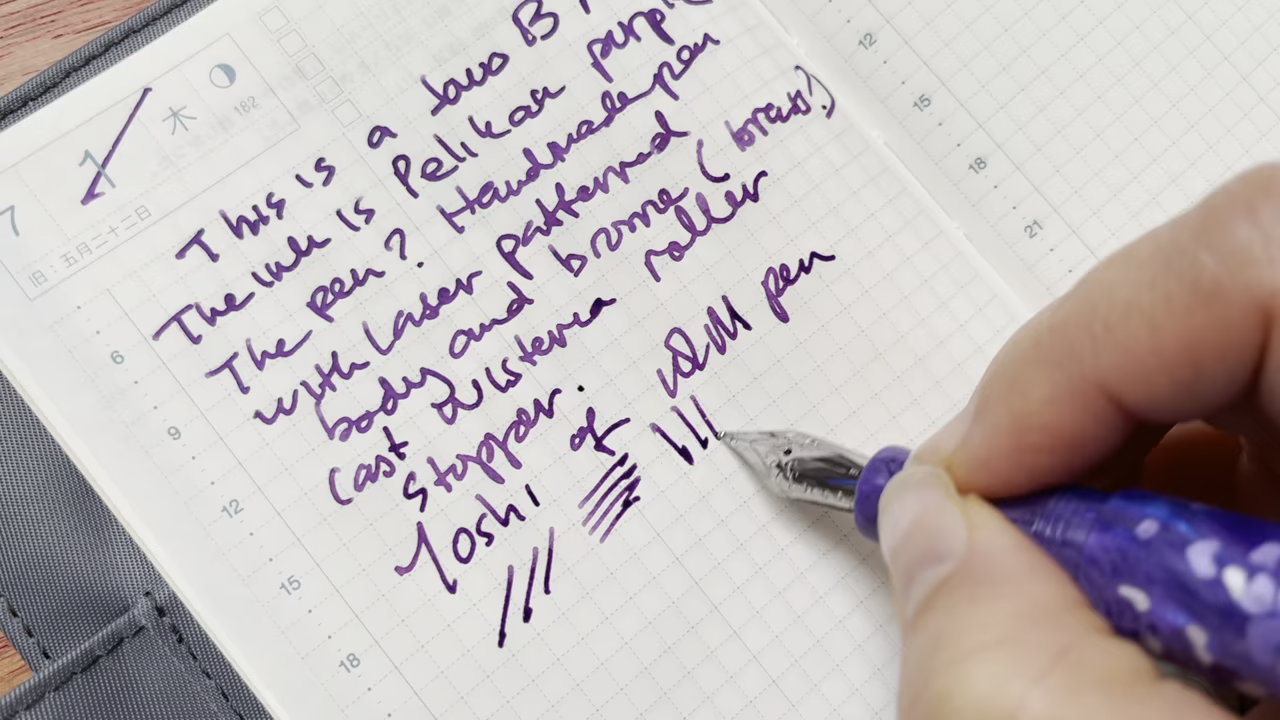 7
1
木
182
旧：五月二十二日
This is a Jowo B
The ink is Pelikan purple
The pen? Handmade pen
with laser patterned
body and bronze (brass?)
cast wisteria roller
stopper.
Yoshi of pen
6
9
12
15
18
12
15
18
21